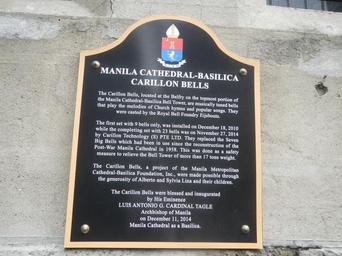 MANILA CATHEDRAL-BASILICA
CARILLON BELLS
The Carillon Bells, located at the Belfry on the topmost portion of
the Manila Cathedral-Basilica Bell Tower, are musically tuned bells
that play the melodies of Church hymns and popular songs. They
were casted by the Royal Bell Foundry Eijsbouts.
The first set with 9 bells only, was installed on December 18, 2010
while the completing set with 23 bells was on November 27, 2014
by Carillon Technology (S) PTE LTD. They replaced the Seven
Big Bells which had been in use since the reconstruction of the
Post-War Manila Cathedral in 1958. This was done as a safety
measure to relieve the Bell Tower of more than 17 tons weight.
The Carillon Bells, a project of the Manila Metropolitan
Cathedral-Basilica Foundation, Inc., were made possible through
the generosity of Alberto and Sylvia Lina and their children.
The Carillon Bells were blessed and inaugurated
by His Eminence
LUIS ANTONIO G. CARDINAL TAGLE
Archbishop of Manila
on December 11, 2014
Manila Cathedral as a Basilica.